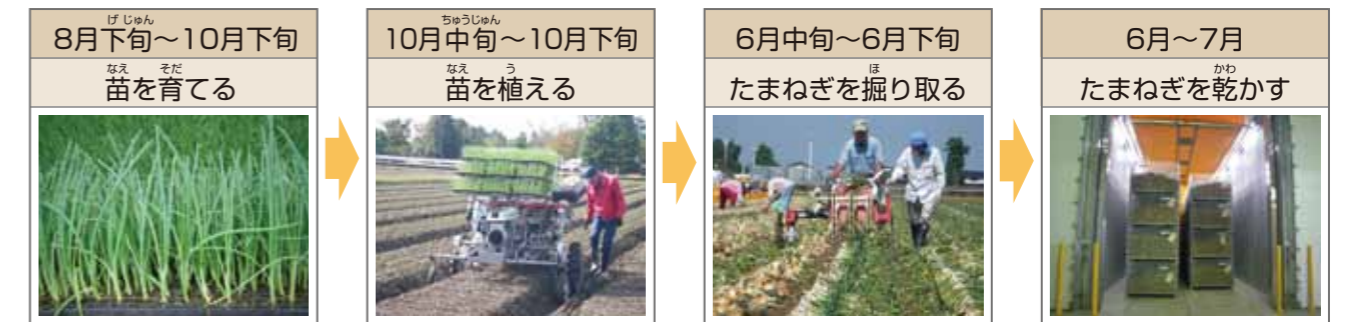 8月下旬～10月下旬
げじゅん
苗を育てる
なえ そだ
10月中旬～10月下旬
ちゅうじゅん
苗を植える
なえ う
6月中旬～6月下旬
たまねぎを掘り取る
ほ
6月～7月
たまねぎを乾かす
かわ